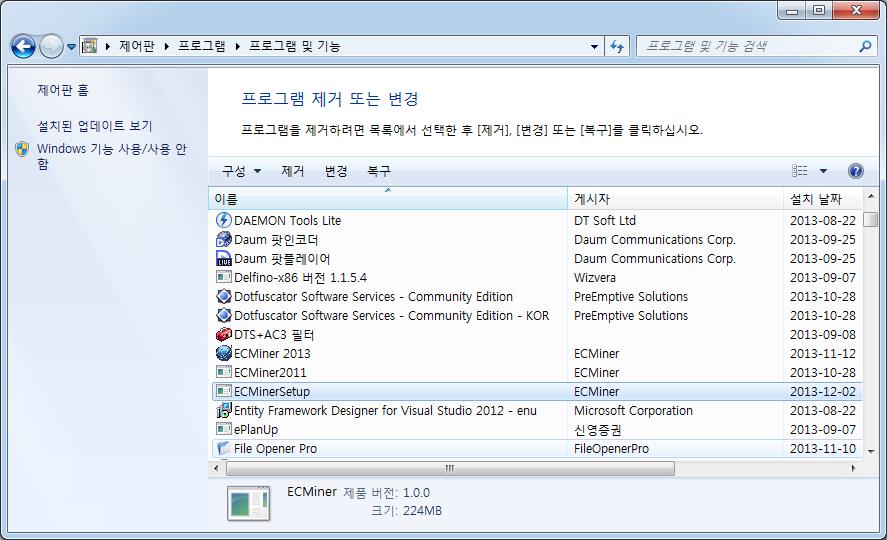 제어판 ▸ 프로그램 ▸ 프로그램 및 기능
프로그램 및 기능 검색
제어판 홈
설치된 업데이트 보기
Windows 기능 사용/사용 안
함
프로그램 제거 또는 변경
프로그램을 제거하려면 목록에서 선택한 후 [제거], [변경] 또는 [복구]를 클릭하십시오.
구성 제거 변경 복구
이름 게시자 설치 날짜
DAEMON Tools Lite DT Soft Ltd 2013-08-22
Daum 팟인코더 Daum Communications Corp. 2013-09-25
Daum 팟플레이어 Daum Communications Corp. 2013-09-25
Delfino-x86 버전 1.1.5.4 Wizvera 2013-09-07
Dotfuscator Software Services - Community Edition PreEmptive Solutions 2013-10-28
Dotfuscator Software Services - Community Edition - KOR PreEmptive Solutions 2013-10-28
DTS+AC3 필터 2013-09-08
ECMiner 2013 ECMiner 2013-11-12
ECMiner2011 ECMiner 2013-10-28
ECMinerSetup ECMiner 2013-12-02
Entity Framework Designer for Visual Studio 2012 - enu Microsoft Corporation 2013-08-22
ePlanUp 신영증권 2013-09-07
File Opener Pro FileOpenerPro 2013-11-10
ECMiner 제품 버전: 1.0.0
크기: 224MB